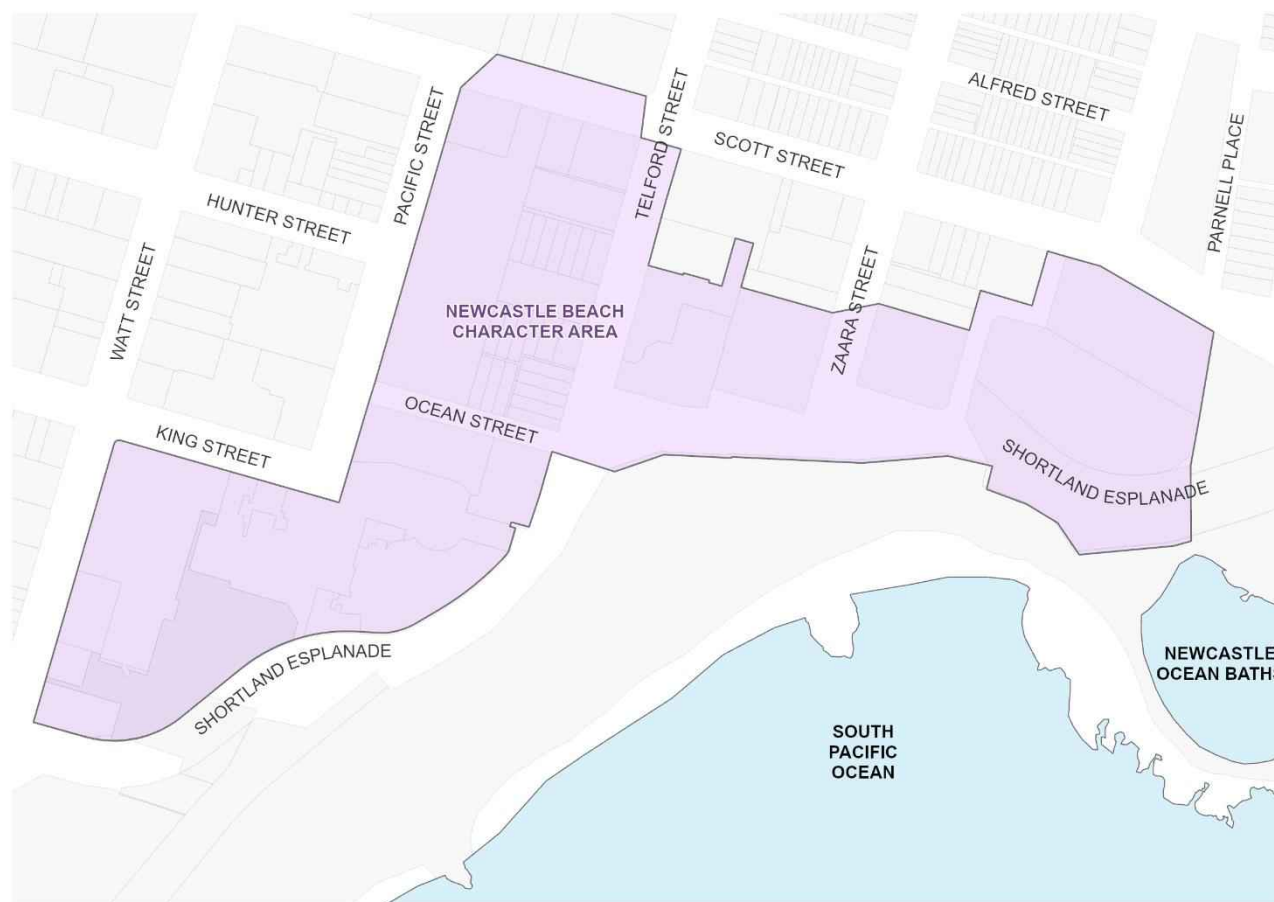 ALFRED STREET
PACIFIC STREET
TELFORD STREET
SCOTT STREET
PARNELL PLACE
HUNTER STREET
WATT STREET
NEWCASTLE BEACH
CHARACTER AREA
ZAARA STREET
OCEAN STREET
KING STREET
SHORTLAND ESPLANADE
SHORTLAND ESPLANADE
NEWCASTLE
OCEAN BATHS
SOUTH
PACIFIC
OCEAN